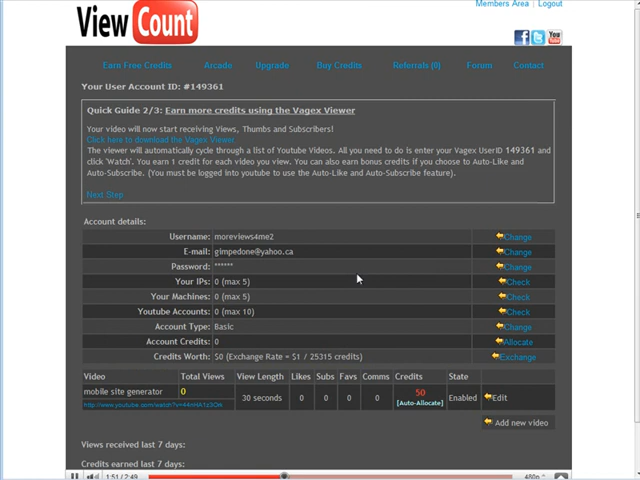 Members Area | Logout
View Count
You Tube
Earn Free Credits Arcade Upgrade Buy Credits Referrals (0) Forum Contact
Your User Account ID: #149361
Quick Guide 2/3: Earn more credits using the Vagex Viewer
Your video will now start receiving Views, Thumbs and Subscribers!
Click here to download the Vagex Viewer.
The viewer will automatically cycle through a list of Youtube Videos. All you need to do is enter your Vagex UserID 149361 and
click 'Watch'. You earn 1 credit for each video you view. You can also earn bonus credits if you choose to Auto-Like and
Auto-Subscribe. (You must be logged into youtube to use the Auto-Like and Auto-Subscribe feature).
Next Step
Account details:
Username: moreviews4me2 Change
E-mail: gimpedone@yahoo.ca Change
Password: ****** Change
Your IPs: 0 (max 5) Check
Your Machines: 0 (max 5) Check
Youtube Accounts: 0 (max 10) Check
Account Type: Basic Change
Account Credits: 0 Allocate
Credits Worth: $0 (Exchange Rate = $1 / 25315 credits) Exchange
Video Total Views View Length Likes Subs Favs Comms Credits State
mobile site generator 0 30 seconds 0 0 0 0 50 Enabled Edit
[Auto-Allocate]
Add new video
Views received last 7 days:
Credits earned last 7 days:
1:51 / 2:49 480p